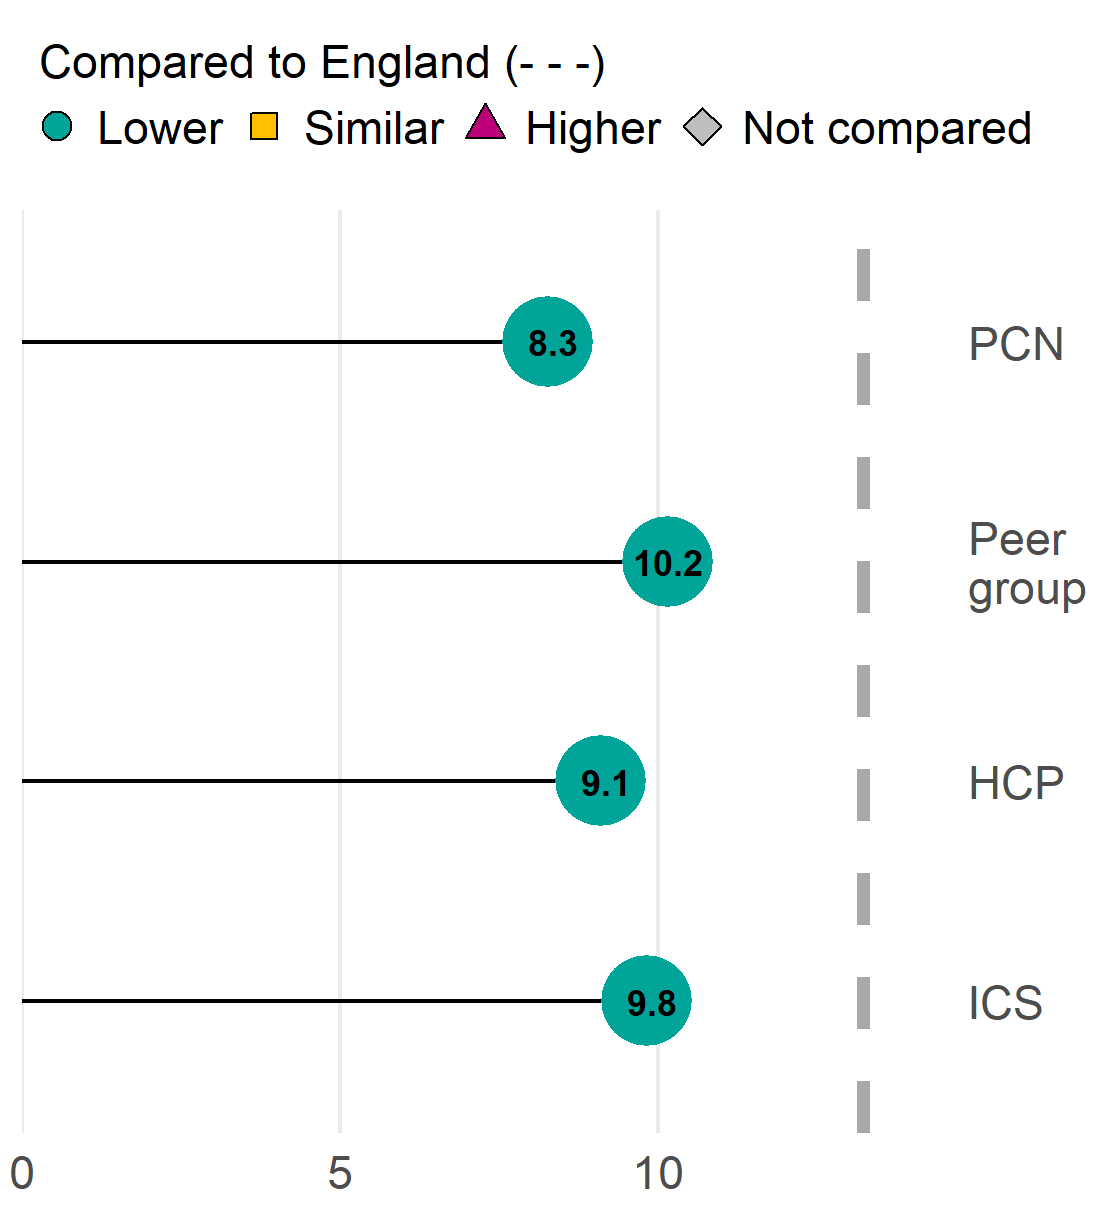 Compared to England (- - -)
Lower Similar Higher Not compared
8.3 PCN
10.2 Peer
group
9.1 HCP
9.8 ICS
0 5 10